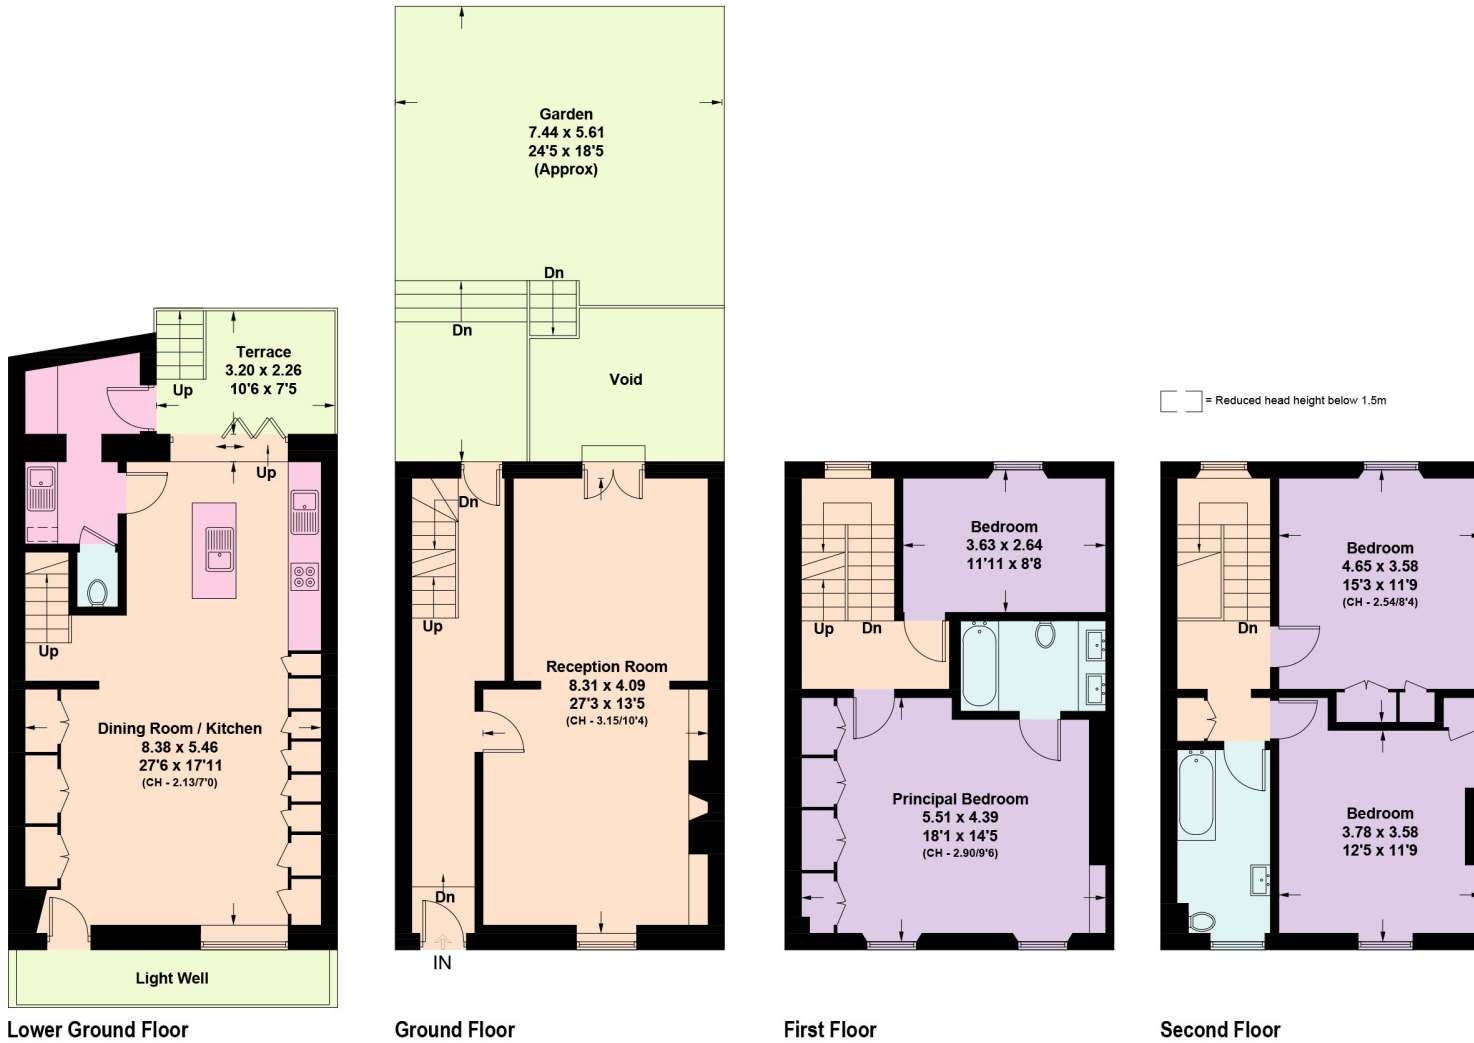 Garden
7.44 x 5.61
24'5 x 18'5
(Approx)
Dn
Dn
Void
Terrace
3.20 x 2.26
10'6 x 7'5
Up
Up
Up
Dining Room / Kitchen
8.38 x 5.46
27'6 x 17'11
(CH - 2.13/7'0)
Light Well
Lower Ground Floor
Dn
Up
Reception Room
8.31 x 4.09
27'3 x 13'5
(CH - 3.15/10'4)
Dn
IN
Ground Floor
Bedroom
3.63 x 2.64
11'11 x 8'8
Up
Dn
Principal Bedroom
5.51 x 4.39
18'1 x 14'5
(CH - 2.90/9'6)
First Floor
= Reduced head height below 1.5m
Bedroom
4.65 x 3.58
15'3 x 11'9
(CH - 2.54/8'4)
Dn
Bedroom
3.78 x 3.58
12'5 x 11'9
Second Floor